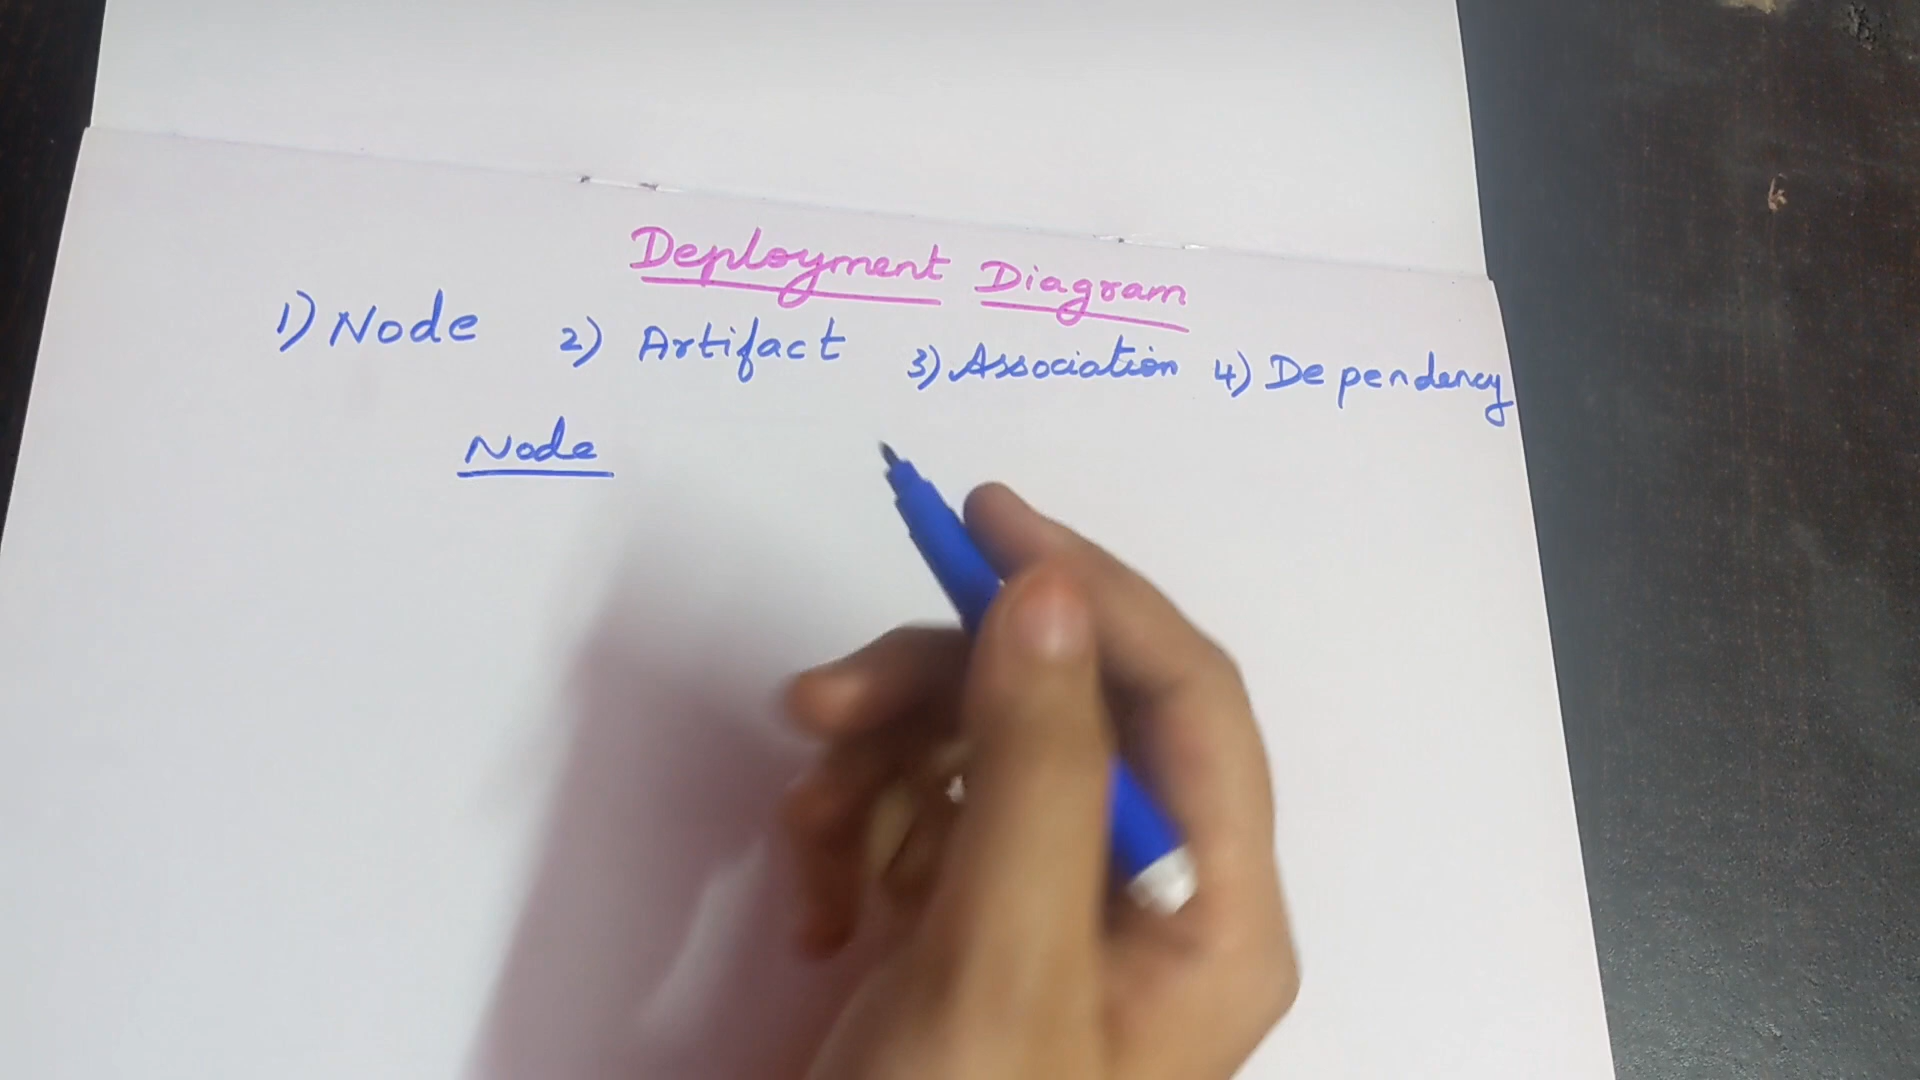 Deployment Diagram
1) Node 2) Artifact 3) Association 4) Dependency
Node